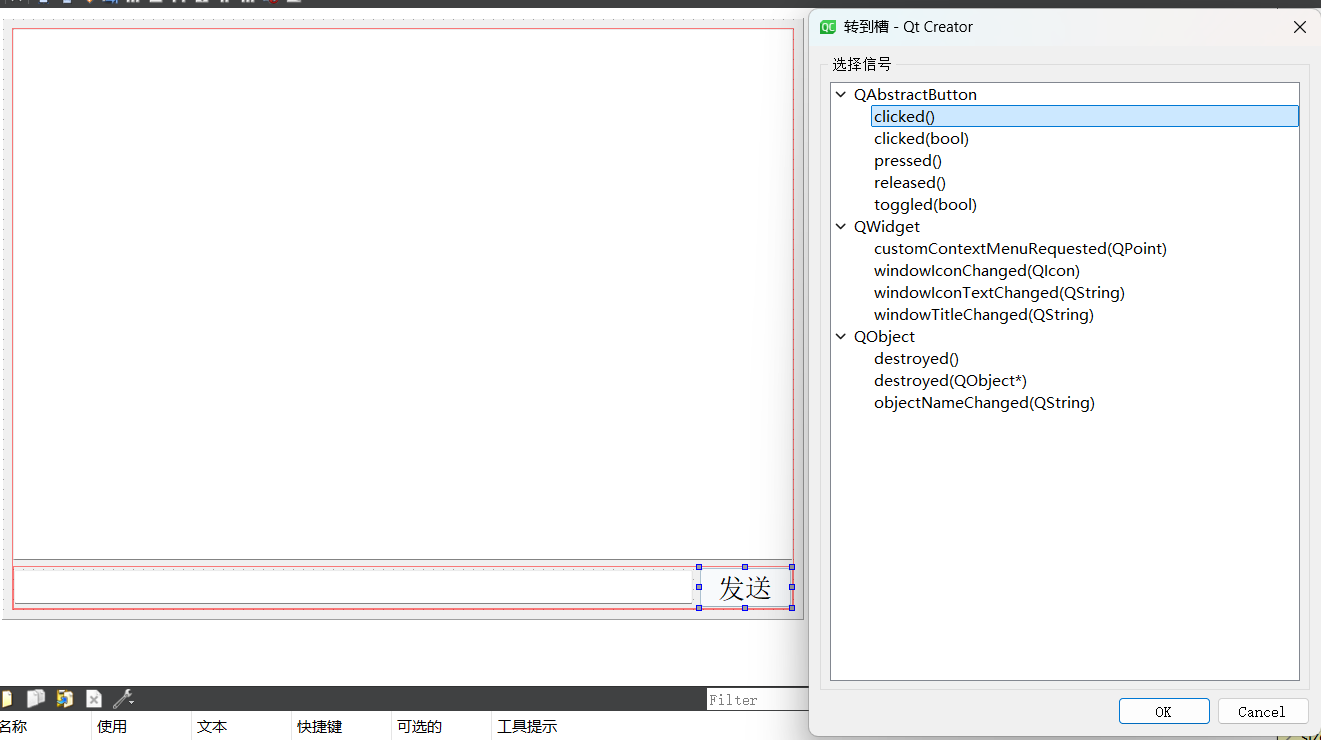 转到槽 - Qt Creator
选择信号
QAbstractButton
clicked()
clicked(bool)
pressed()
released()
toggled(bool)
QWidget
customContextMenuRequested(QPoint)
windowIconChanged(QIcon)
windowIconTextChanged(QString)
windowTitleChanged(QString)
QObject
destroyed()
destroyed(QObject*)
objectNameChanged(QString)
发送
Filter
OK
Cancel
名称 使用 文本 快捷键 可选的 工具提示